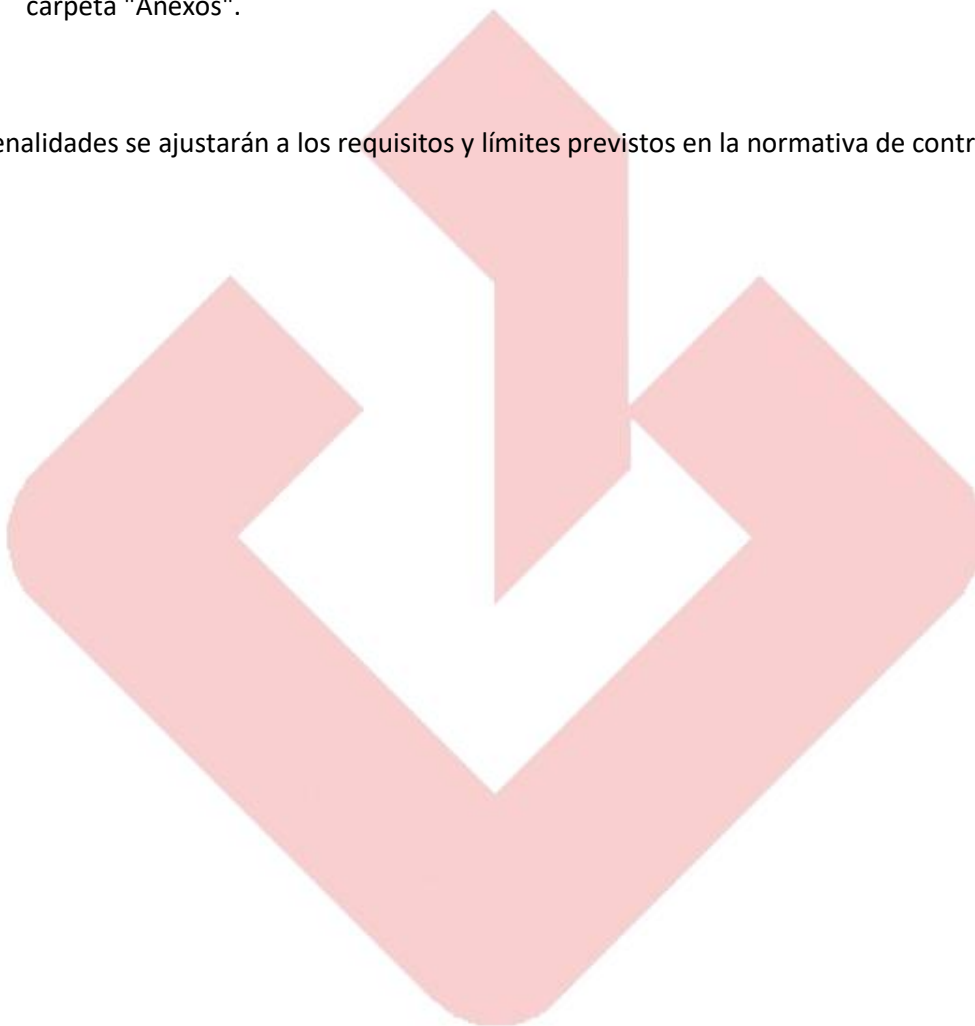 carpeta "Anexos".
enalidades se ajustarán a los requisitos y límites previstos en la normativa de contr